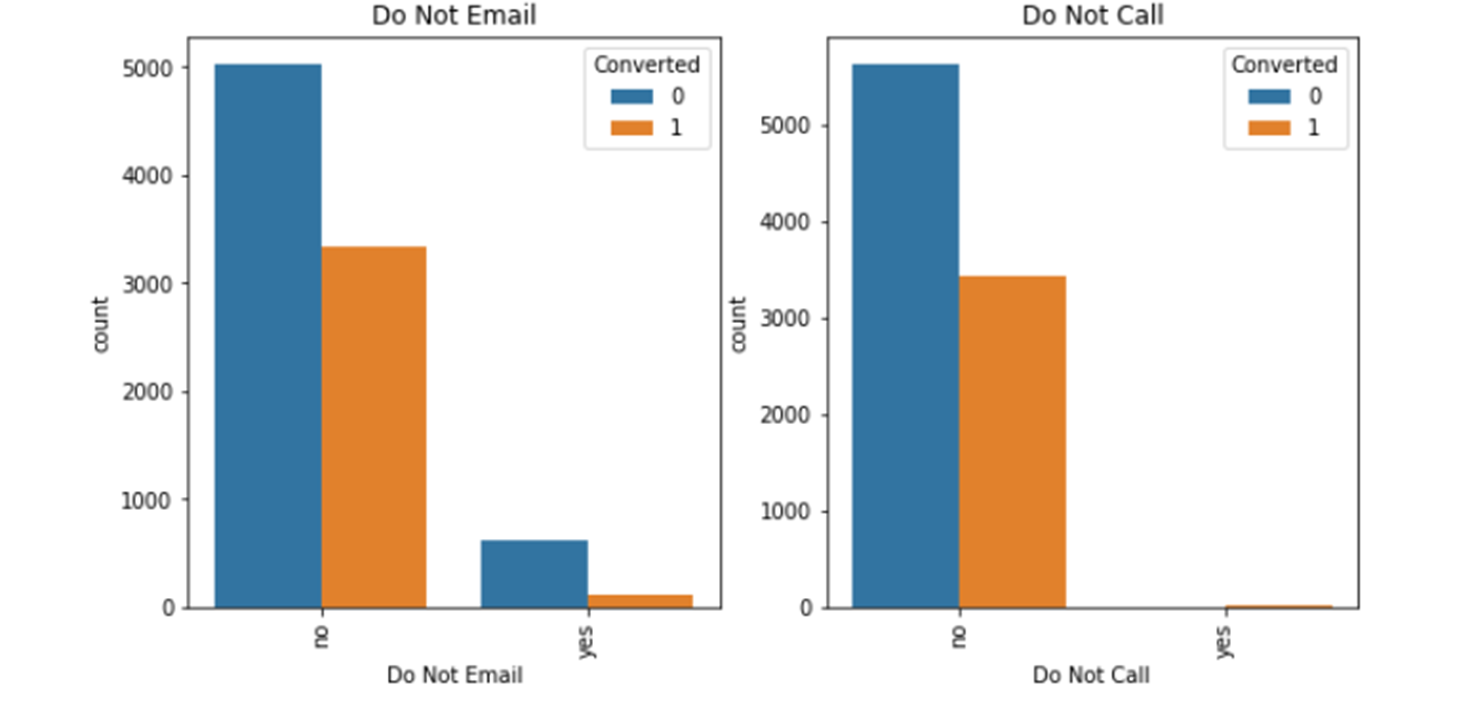 Do Not Email
Converted
0
1
5000
4000
3000
2000
1000
0
count
no
yes
Do Not Email
Do Not Call
Converted
0
1
5000
4000
3000
2000
1000
0
count
no
yes
Do Not Call